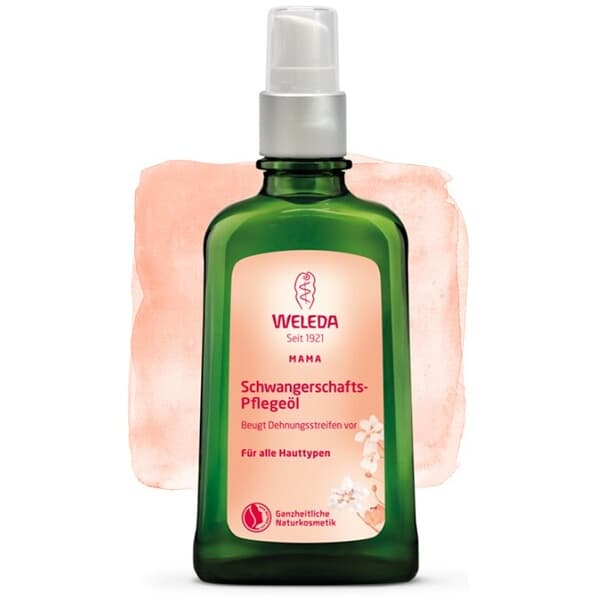 WELEDA
Seit 1921
MAMA
Schwangerschafts-
Pflegeöl
Beugt Dehnungsstreifen vor
Für alle Hauttypen
Ganzheitliche
Naturkosmetik